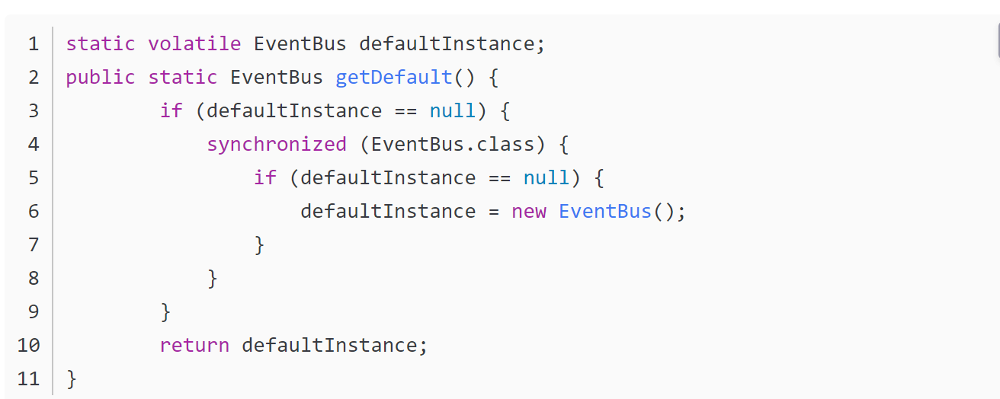 1 static volatile EventBus defaultInstance;
2 public static EventBus getDefault() {
3         if (defaultInstance == null) {
4             synchronized (EventBus.class) {
5                 if (defaultInstance == null) {
6                     defaultInstance = new EventBus();
7                 }
8             }
9         }
10         return defaultInstance;
11 }